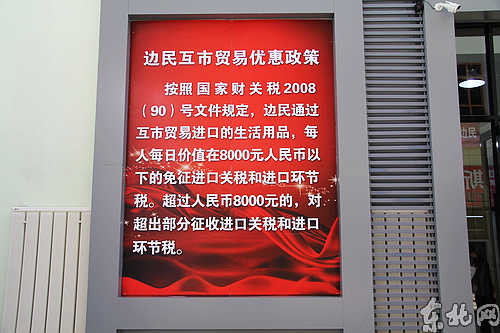 边民互市贸易优惠政策
按照国家财关税2008
（90）号文件规定，边民通过
互市贸易进口的生活用品，每
人每日价值在8000元人民币以
下的免征进口关税和进口环节
税。超过人民币8000元的，对
超出部分征收进口关税和进口
环节税。
东北网